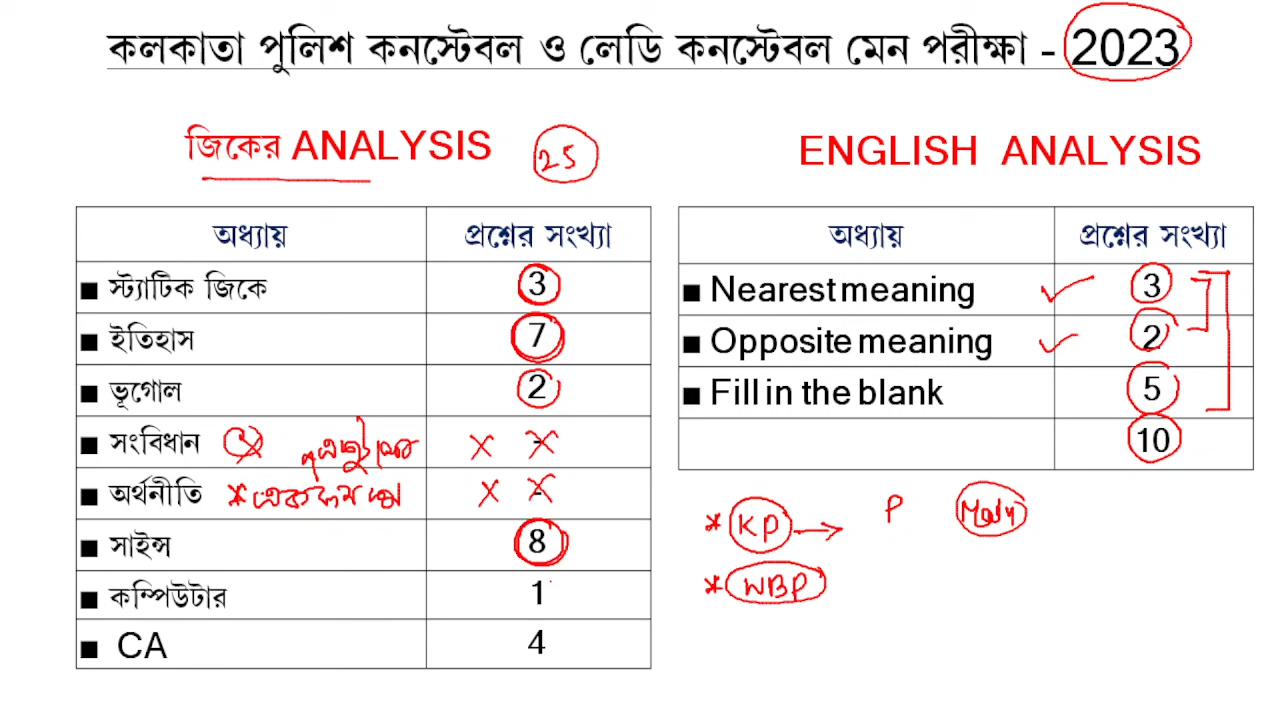 কলকাতা পুলিশ কনস্টেবল ও লেডি কনস্টেবল মেন পরীক্ষা - 2023
জিকের ANALYSIS 25
অধ্যায় প্রশ্নের সংখ্যা
■ স্ট্যাটিক জিকে 3
■ ইতিহাস 7
■ ভূগোল 2
■ সংবিধান -
■ অর্থনীতি -
■ সাইন্স 8
■ কম্পিউটার 1
■ CA 4
ENGLISH ANALYSIS
অধ্যায় প্রশ্নের সংখ্যা
■ Nearest meaning 3
■ Opposite meaning 2
■ Fill in the blank 5
10
* KP → P
* WBP